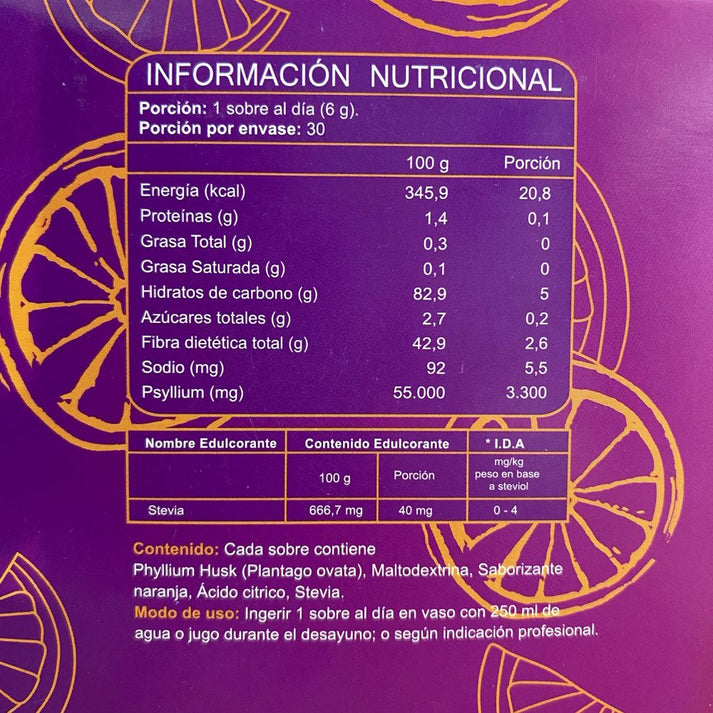 INFORMACIÓN NUTRICIONAL
Porción: 1 sobre al día (6 g).
Porción por envase: 30
100 g Porción
Energía (kcal) 345,9 20,8
Proteínas (g) 1,4 0,1
Grasa Total (g) 0,3 0
Grasa Saturada (g) 0,1 0
Hidratos de carbono (g) 82,9 5
Azúcares totales (g) 2,7 0,2
Fibra dietética total (g) 42,9 2,6
Sodio (mg) 92 5,5
Psyllium (mg) 55.000 3.300
Nombre Edulcorante Contenido Edulcorante * I.D.A
100 g Porción mg/kg
peso en base
a steviol
Stevia 666,7 mg 40 mg 0 - 4
Contenido: Cada sobre contiene
Phyllium Husk (Plantago ovata), Maltodextrina, Saborizante
naranja, Ácido citrico, Stevia.
Modo de uso: Ingerir 1 sobre al día en vaso con 250 ml de
agua o jugo durante el desayuno; o según indicación profesional.